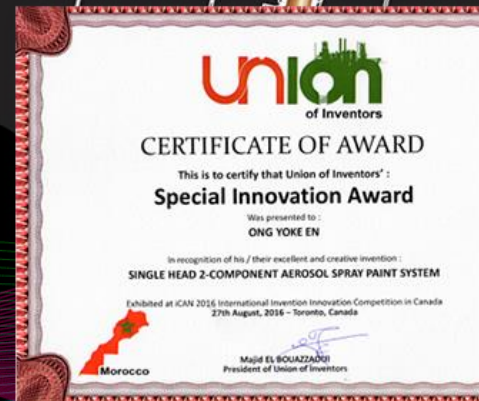 union
of Inventors
CERTIFICATE OF AWARD
This is to certify that Union of Inventors' :
Special Innovation Award
Was presented to :
ONG YOKE EN
In recognition of his / their excellent and creative invention :
SINGLE HEAD 2-COMPONENT AEROSOL SPRAY PAINT SYSTEM
Exhibited at iCAN 2016 International Invention Innovation Competition in Canada
27th August, 2016 – Toronto, Canada
Morocco
Majid EL BOUAZZAOUI
President of Union of Inventors